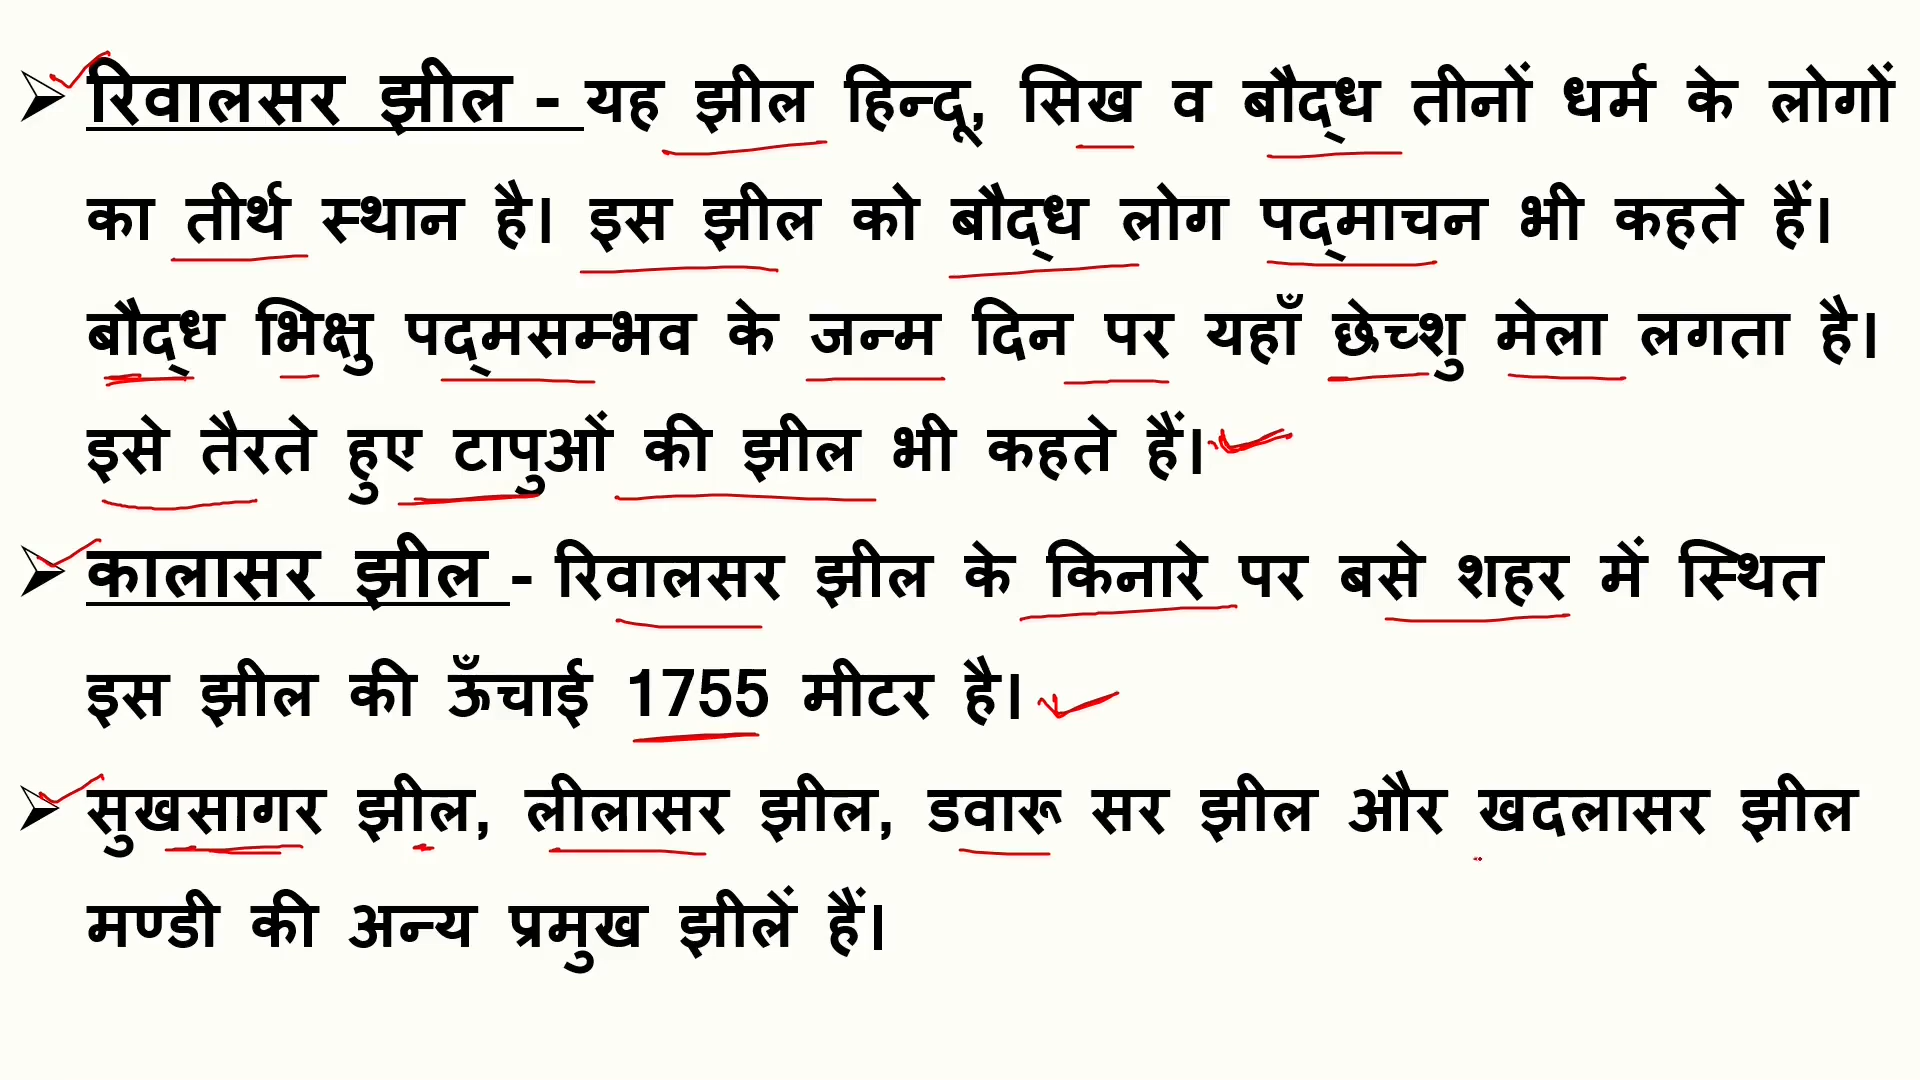 रिवालसर झील - यह झील हिन्दू, सिख व बौद्ध तीनों धर्म के लोगों
का तीर्थ स्थान है। इस झील को बौद्ध लोग पद्माचन भी कहते हैं।
बौद्ध भिक्षु पद्मसम्भव के जन्म दिन पर यहाँ छेच्शु मेला लगता है।
इसे तैरते हुए टापुओं की झील भी कहते हैं।
कालासर झील - रिवालसर झील के किनारे पर बसे शहर में स्थित
इस झील की ऊँचाई 1755 मीटर है।
सुखसागर झील, लीलासर झील, डवारू सर झील और खदलासर झील
मण्डी की अन्य प्रमुख झीलें हैं।